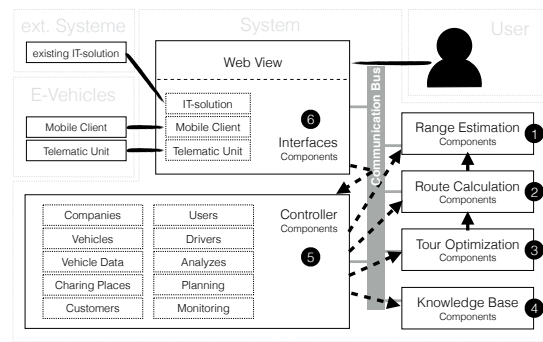 ext. Systeme
System
User
existing IT-solution
Web View
E-Vehicles
IT-solution
Mobile Client
Mobile Client
Telematic Unit
Telematic Unit
6
Interfaces
Components
Communication Bus
Range Estimation
Components
1
Route Calculation
Components
2
Tour Optimization
Components
3
Knowledge Base
Components
4
Controller
Components
5
Companies
Users
Vehicles
Drivers
Vehicle Data
Analyzes
Charing Places
Planning
Customers
Monitoring